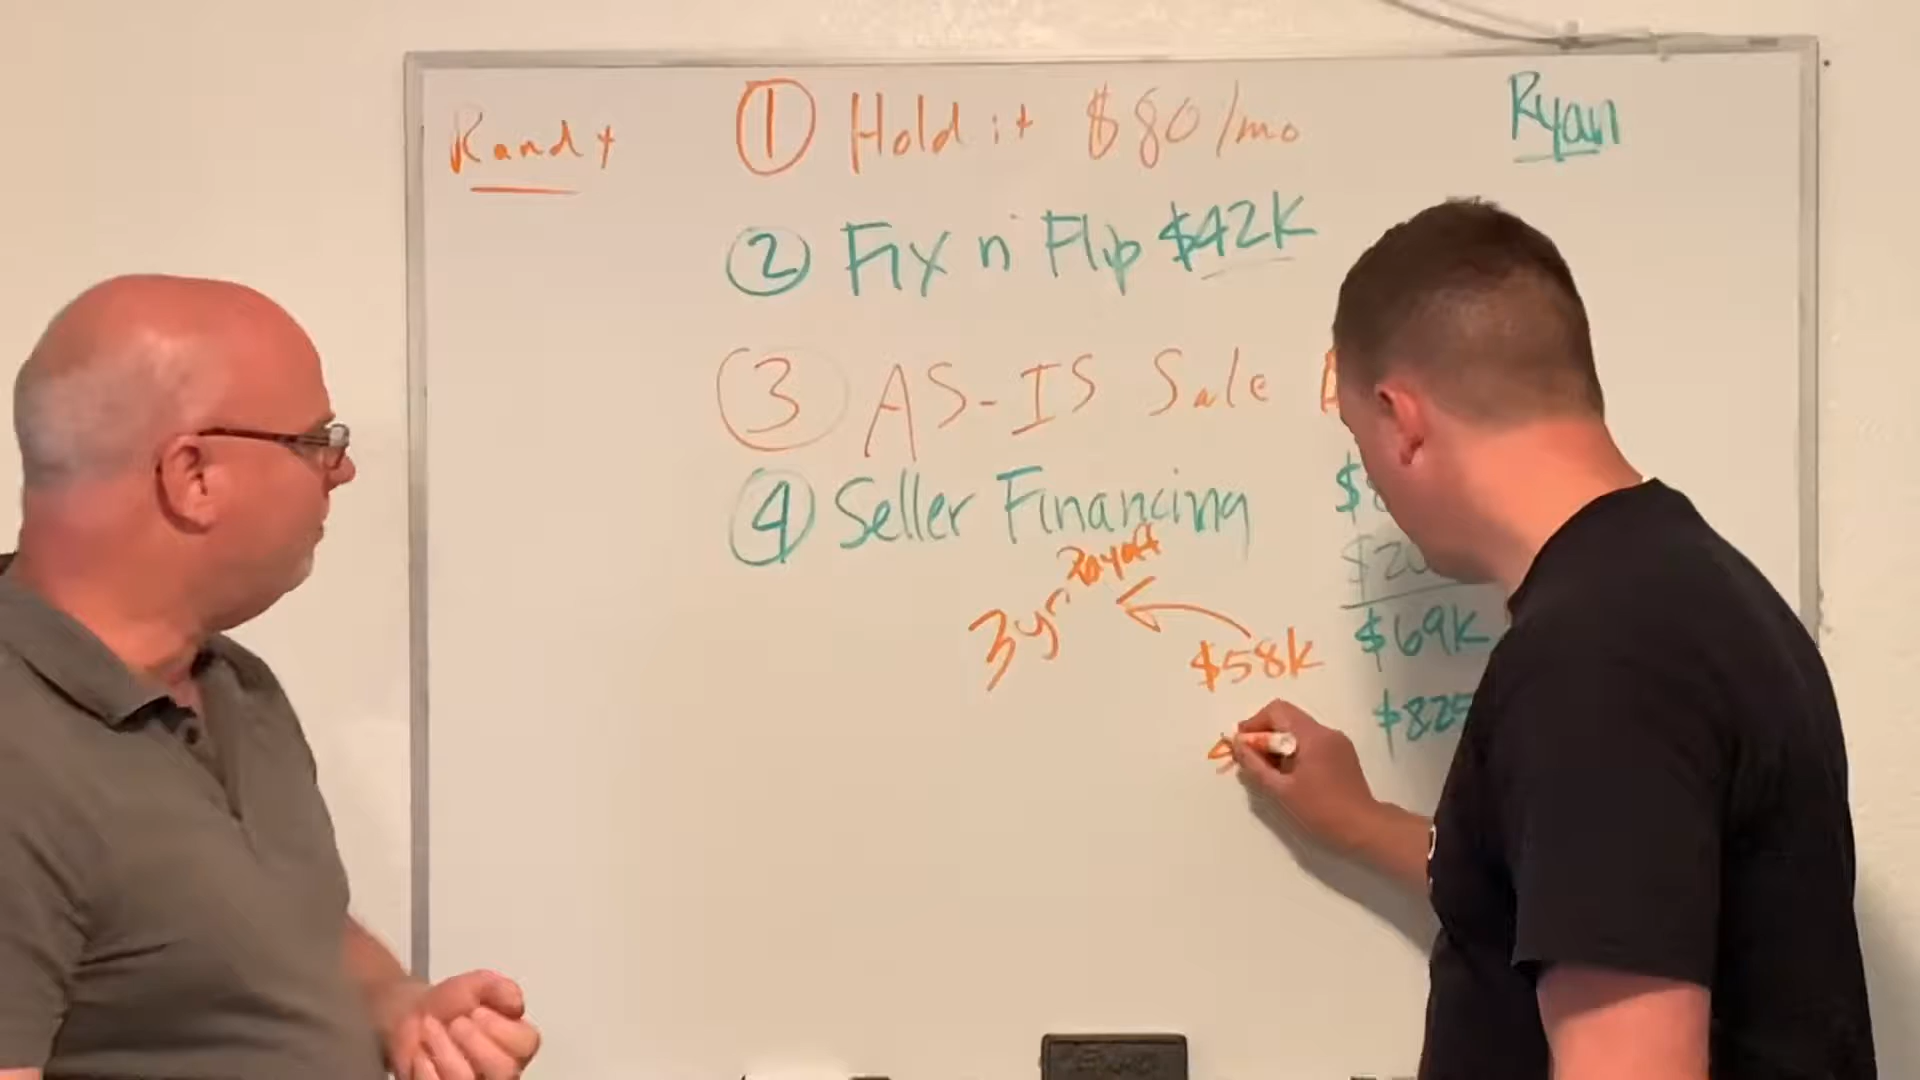 Randy
① Hold it $80/mo
Ryan
② Fix n' Flip $42K
③ AS-IS Sale
④ Seller Financing
Payoff
3yr
$58K
$69K